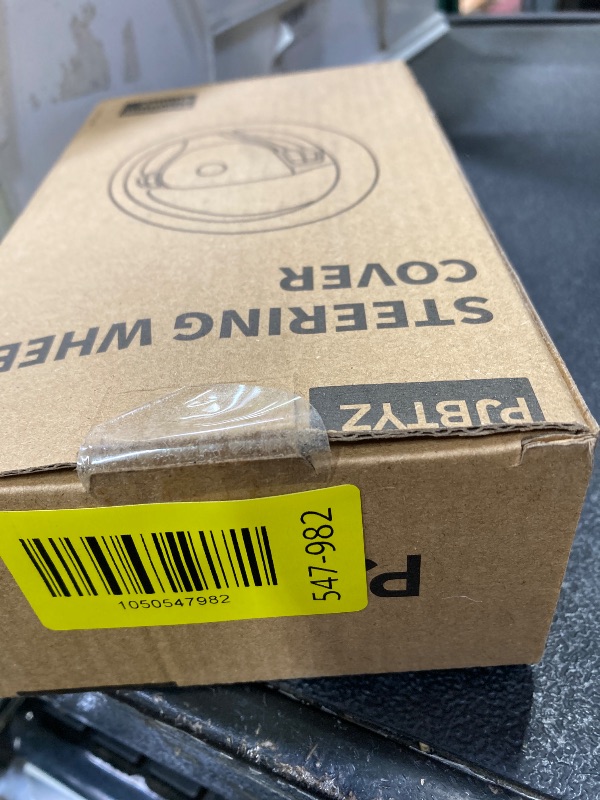 PJBTYZ
STEERING WHEE
COVER
1050547982
547-982
P